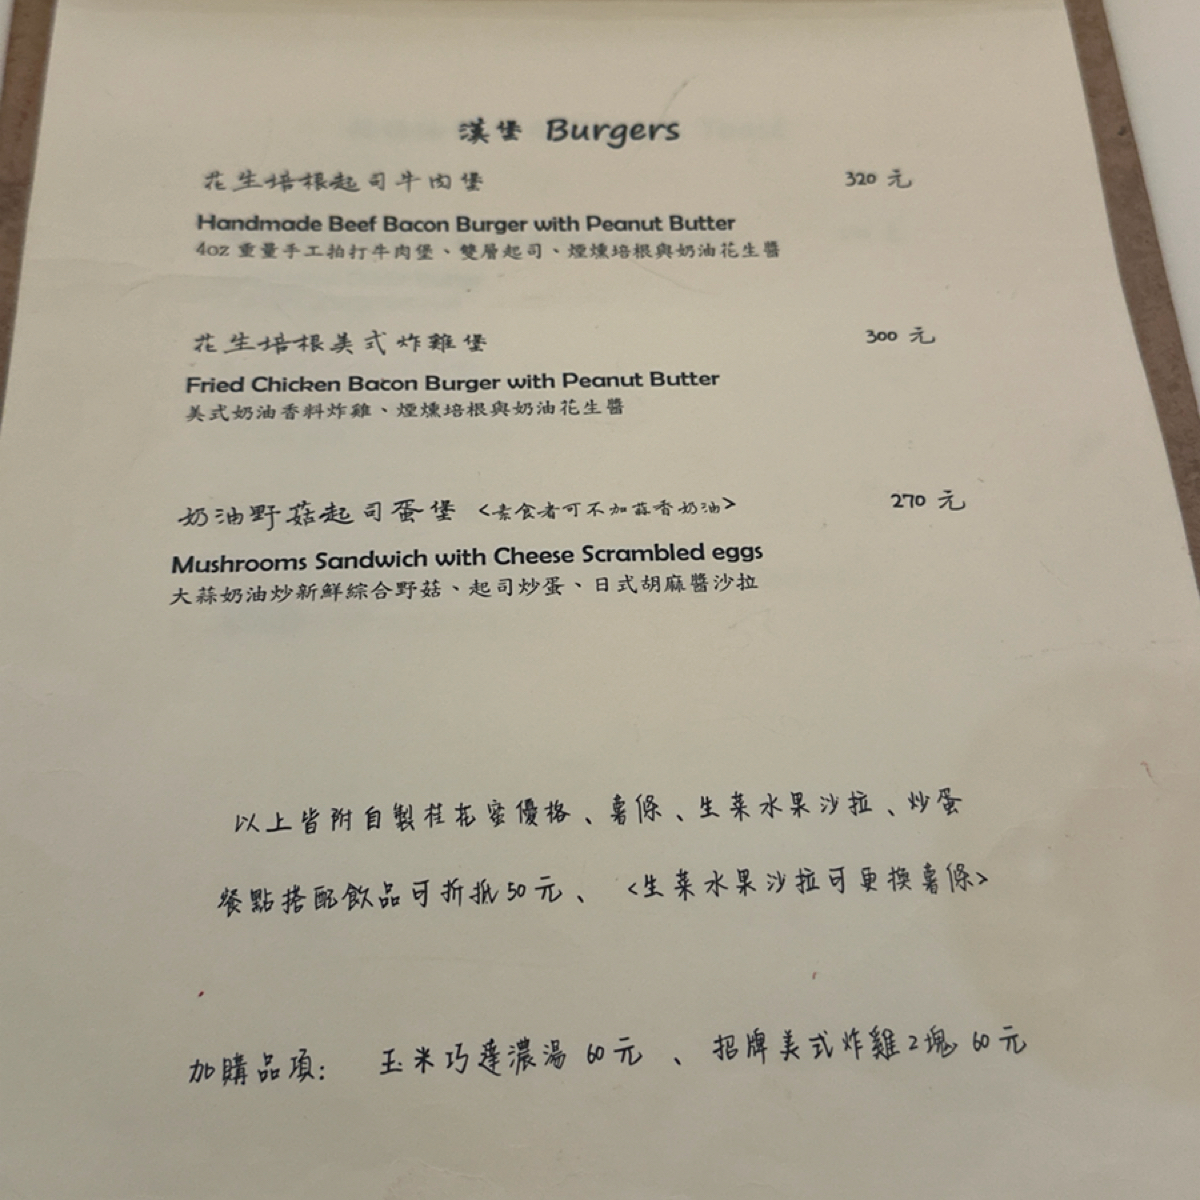 漢堡 Burgers
花生培根起司牛肉堡 320 元
Handmade Beef Bacon Burger with Peanut Butter
4oz 重量手工拍打牛肉堡、雙層起司、煙燻培根與奶油花生醬
花生培根美式炸雞堡 300 元
Fried Chicken Bacon Burger with Peanut Butter
美式奶油香料炸雞、煙燻培根與奶油花生醬
奶油野菇起司蛋堡 <素食者可不加蒜香奶油> 270 元
Mushrooms Sandwich with Cheese Scrambled eggs
大蒜奶油炒新鮮綜合野菇、起司炒蛋、日式胡麻醬沙拉
以上皆附自製桂花蜜優格、薯條、生菜水果沙拉、炒蛋
餐點搭配飲品可折抵50元、 <生菜水果沙拉可更換薯條>
加購品項: 玉米巧達濃湯 60元 、 招牌美式炸雞2塊 60元